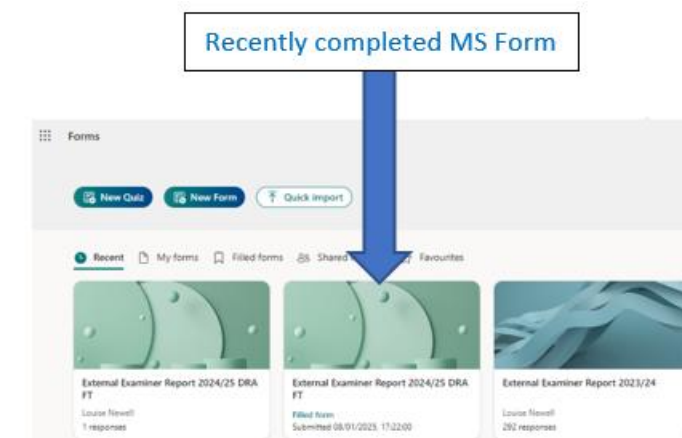 Recently completed MS Form
Forms
New Quiz
New Form
Quick import
Recent
My forms
Filled forms
Shared
Favourites
External Examiner Report 2024/25 DRA
FT
Louise Newell
1 responses
External Examiner Report 2024/25 DRA
FT
Filled form
Submitted 08/01/2025, 17:22:00
External Examiner Report 2023/24
Louise Newell
292 responses